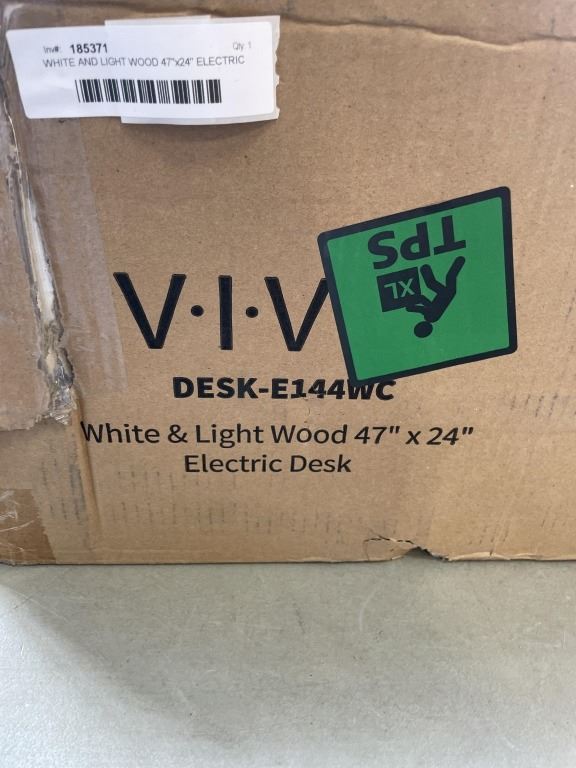 Inv#: 185371 Qty 1
WHITE AND LIGHT WOOD 47"x24" ELECTRIC
V·I·V
TPS
XL
DESK-E144WC
White & Light Wood 47" x 24"
Electric Desk